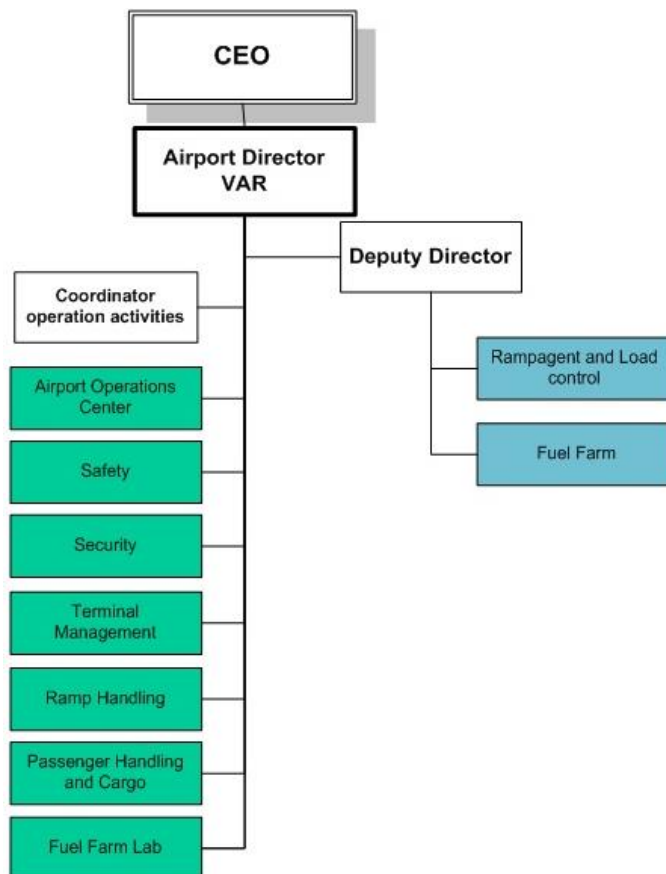 CEO
Airport Director
VAR
Deputy Director
Coordinator
operation activities
Rampagent and Load
control
Airport Operations
Center
Fuel Farm
Safety
Security
Terminal
Management
Ramp Handling
Passenger Handling
and Cargo
Fuel Farm Lab